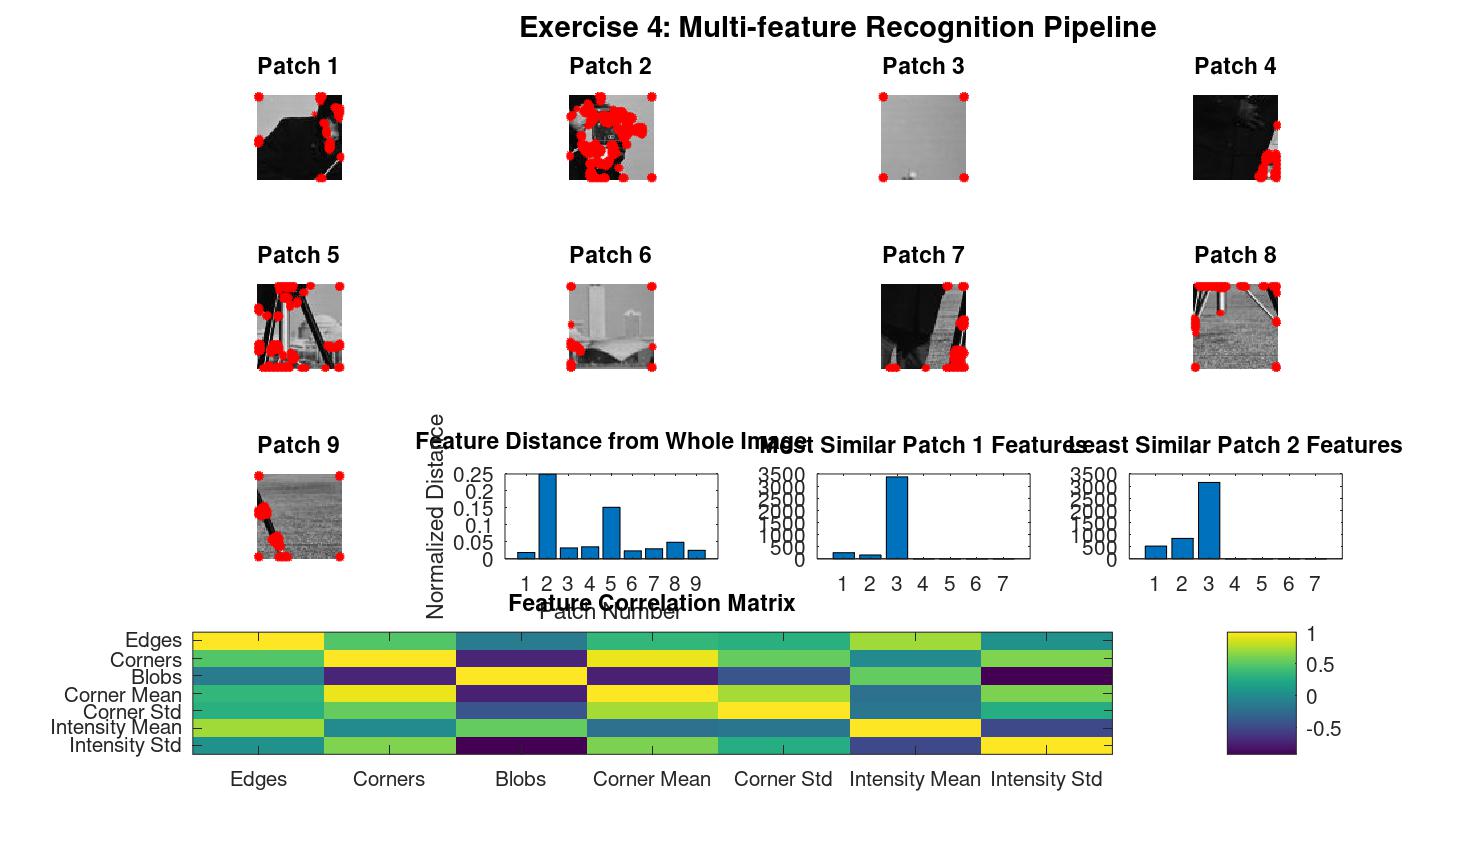 Exercise 4: Multi-feature Recognition Pipeline
Patch 1
Patch 2
Patch 3
Patch 4
Patch 5
Patch 6
Patch 7
Patch 8
Patch 9
Feature Distance from Whole Image
Normalized Distance
0.25
0.2
0.15
0.1
0.05
0
1 2 3 4 5 6 7 8 9
Patch Number
Most Similar Patch 1 Features
3500
3000
2500
2000
1500
1000
500
0
1 2 3 4 5 6 7
Least Similar Patch 2 Features
3500
3000
2500
2000
1500
1000
500
0
1 2 3 4 5 6 7
Feature Correlation Matrix
Edges
Corners
Blobs
Corner Mean
Corner Std
Intensity Mean
Intensity Std
Edges Corners Blobs Corner Mean Corner Std Intensity Mean Intensity Std
1
0.5
0
-0.5